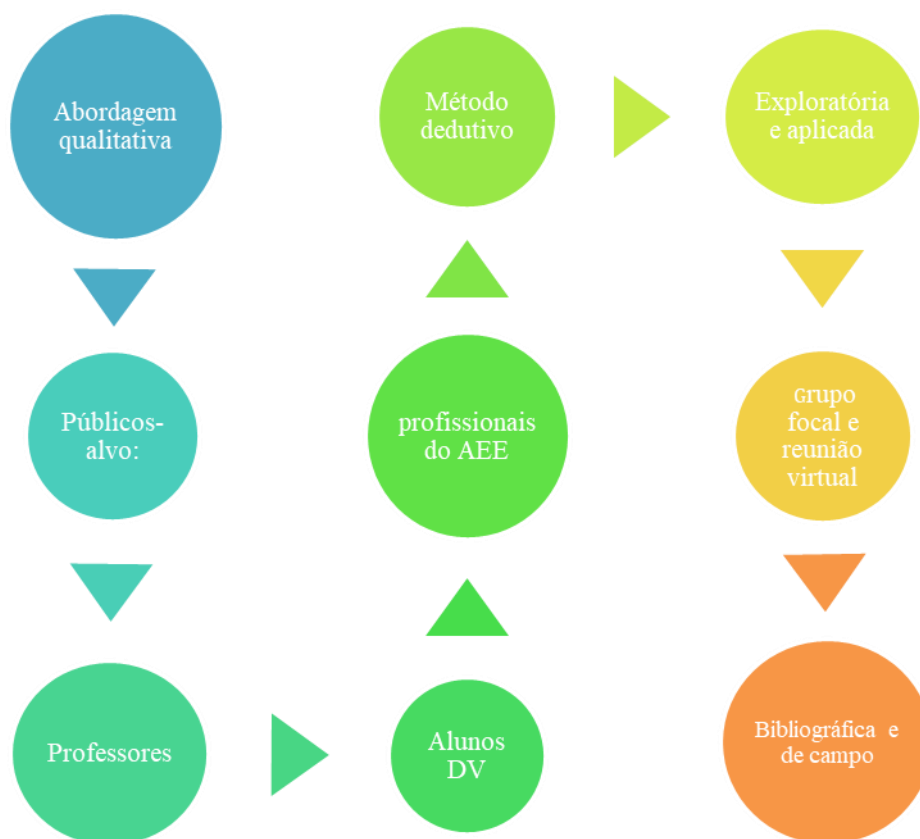 Abordagem
qualitativa
Públicos-
alvo:
Professores
Alunos
DV
profissionais
do AEE
Método
dedutivo
Exploratória
e aplicada
Grupo
focal e
reunião
virtual
Bibliográfica e
de campo